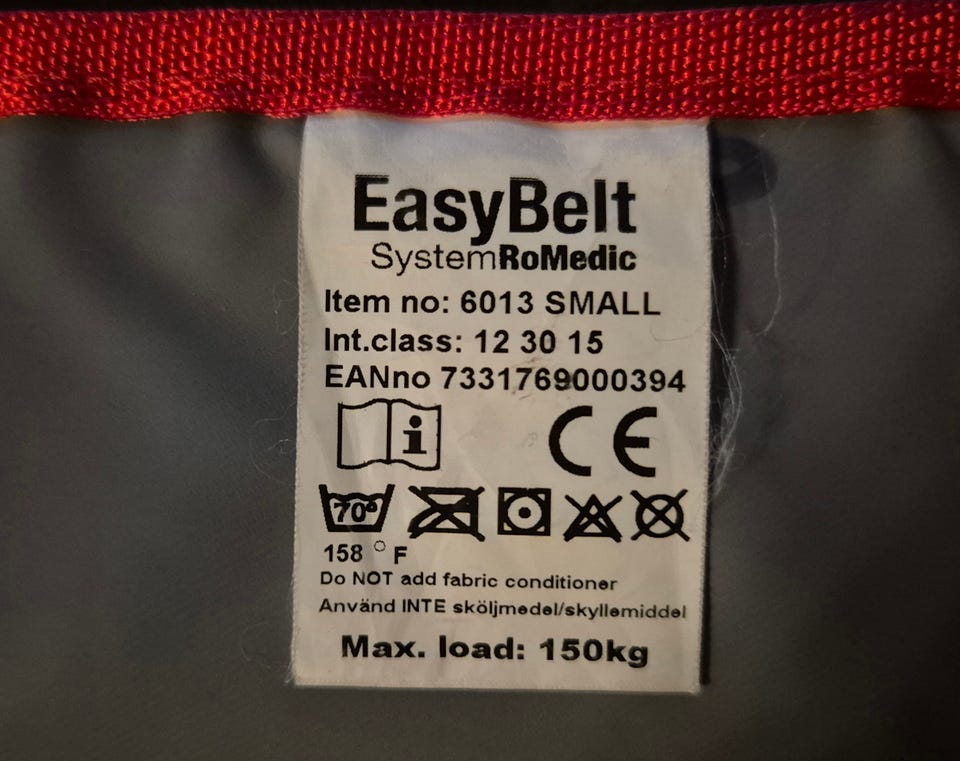 EasyBelt
SystemRoMedic
Item no: 6013 SMALL
Int.class: 12 30 15
EANno 7331769000394
i CE
70°
158 °F
Do NOT add fabric conditioner
Använd INTE sköljmedel/skyllemiddel
Max. load: 150kg